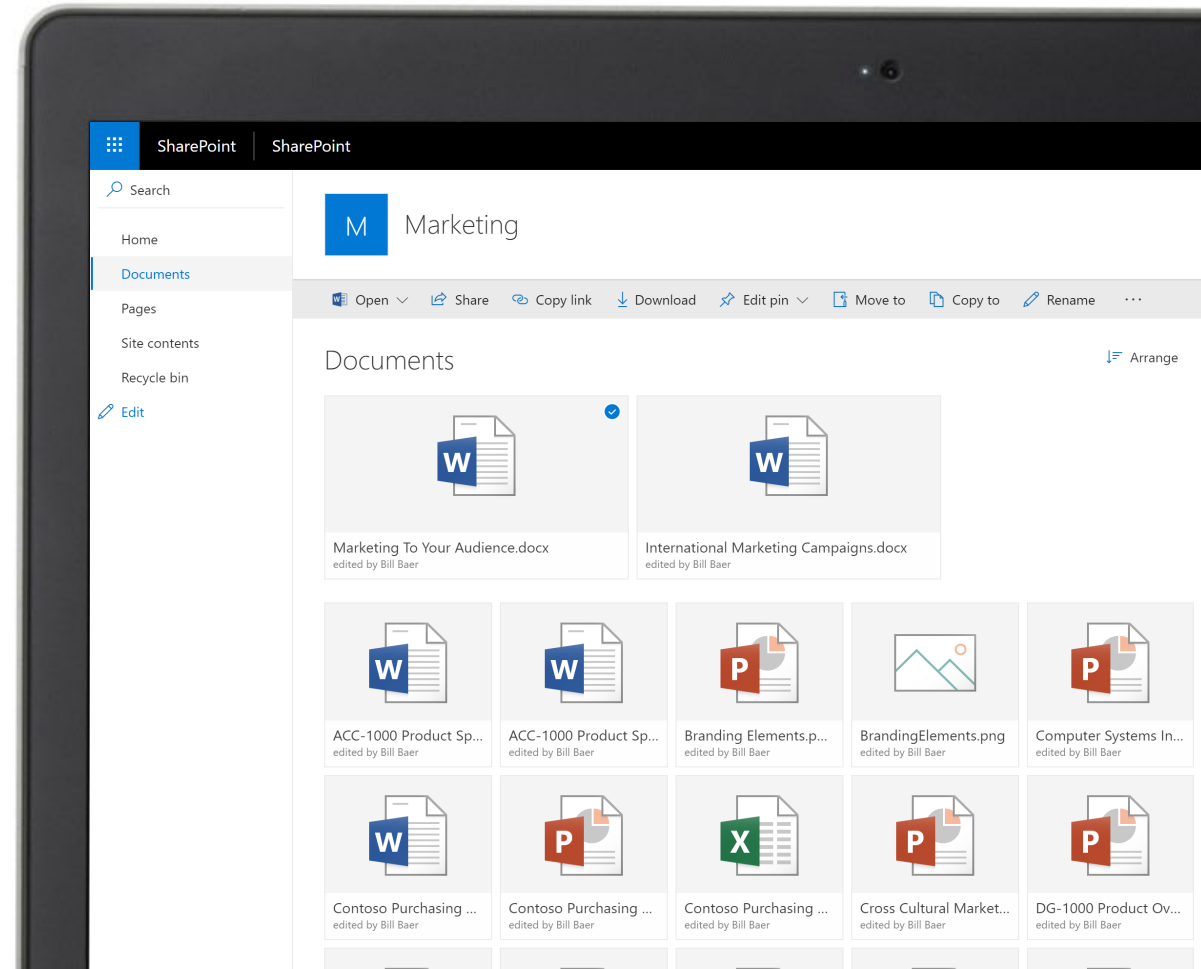 SharePoint SharePoint
Search
Home
Documents
Pages
Site contents
Recycle bin
Edit
M Marketing
Open Share Copy link Download Edit pin Move to Copy to Rename ...
Documents
Arrange
W W
Marketing To Your Audience.docx International Marketing Campaigns.docx
edited by Bill Baer edited by Bill Baer
W W P P
ACC-1000 Product Sp... ACC-1000 Product Sp... Branding Elements.p... BrandingElements.png Computer Systems In...
edited by Bill Baer edited by Bill Baer edited by Bill Baer edited by Bill Baer edited by Bill Baer
W P X P P
Contoso Purchasing ... Contoso Purchasing ... Contoso Purchasing ... Cross Cultural Market... DG-1000 Product Ov...
edited by Bill Baer edited by Bill Baer edited by Bill Baer edited by Bill Baer edited by Bill Baer